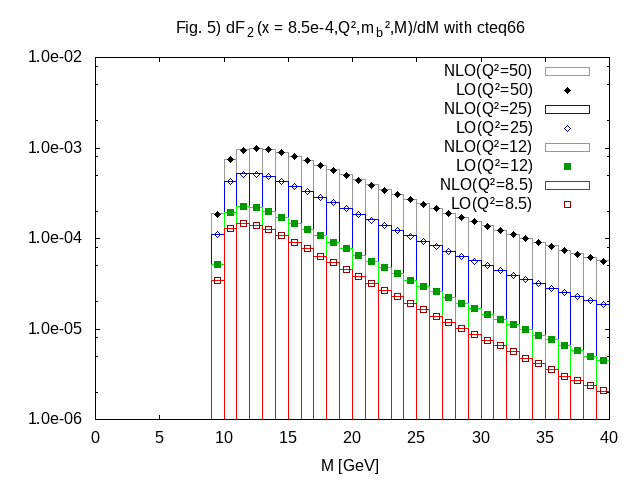 Fig. 5) dF2(x = 8.5e-4,Q²,mb²,M)/dM with cteq66
1.0e-02
NLO(Q²=50)
LO(Q²=50)
NLO(Q²=25)
LO(Q²=25)
NLO(Q²=12)
LO(Q²=12)
NLO(Q²=8.5)
LO(Q²=8.5)
1.0e-03
1.0e-04
1.0e-05
1.0e-06
0 5 10 15 20 25 30 35 40
M [GeV]